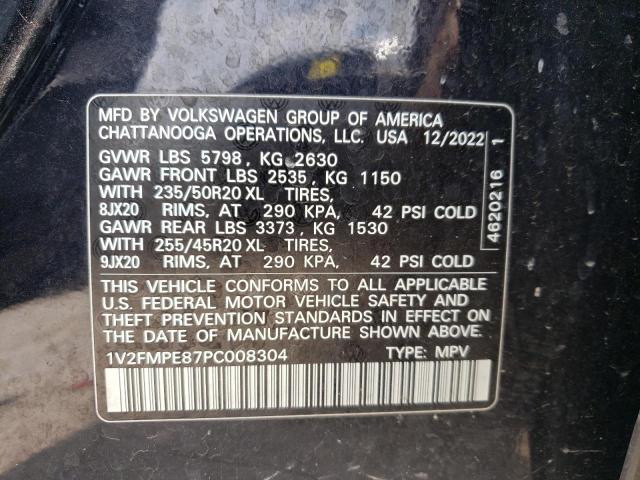 MFD BY VOLKSWAGEN GROUP OF AMERICA
CHATTANOOGA OPERATIONS, LLC. USA 12/2022
GVWR LBS 5798, KG 2630
GAWR FRONT LBS 2535, KG 1150
WITH 235/50R20 XL TIRES,
8JX20 RIMS, AT 290 KPA, 42 PSI COLD
GAWR REAR LBS 3373, KG 1530
WITH 255/45R20 XL TIRES,
9JX20 RIMS, AT 290 KPA, 42 PSI COLD
4620216 1
THIS VEHICLE CONFORMS TO ALL APPLICABLE
U.S. FEDERAL MOTOR VEHICLE SAFETY AND
THEFT PREVENTION STANDARDS IN EFFECT ON
THE DATE OF MANUFACTURE SHOWN ABOVE.
1V2FMPE87PC008304 TYPE: MPV